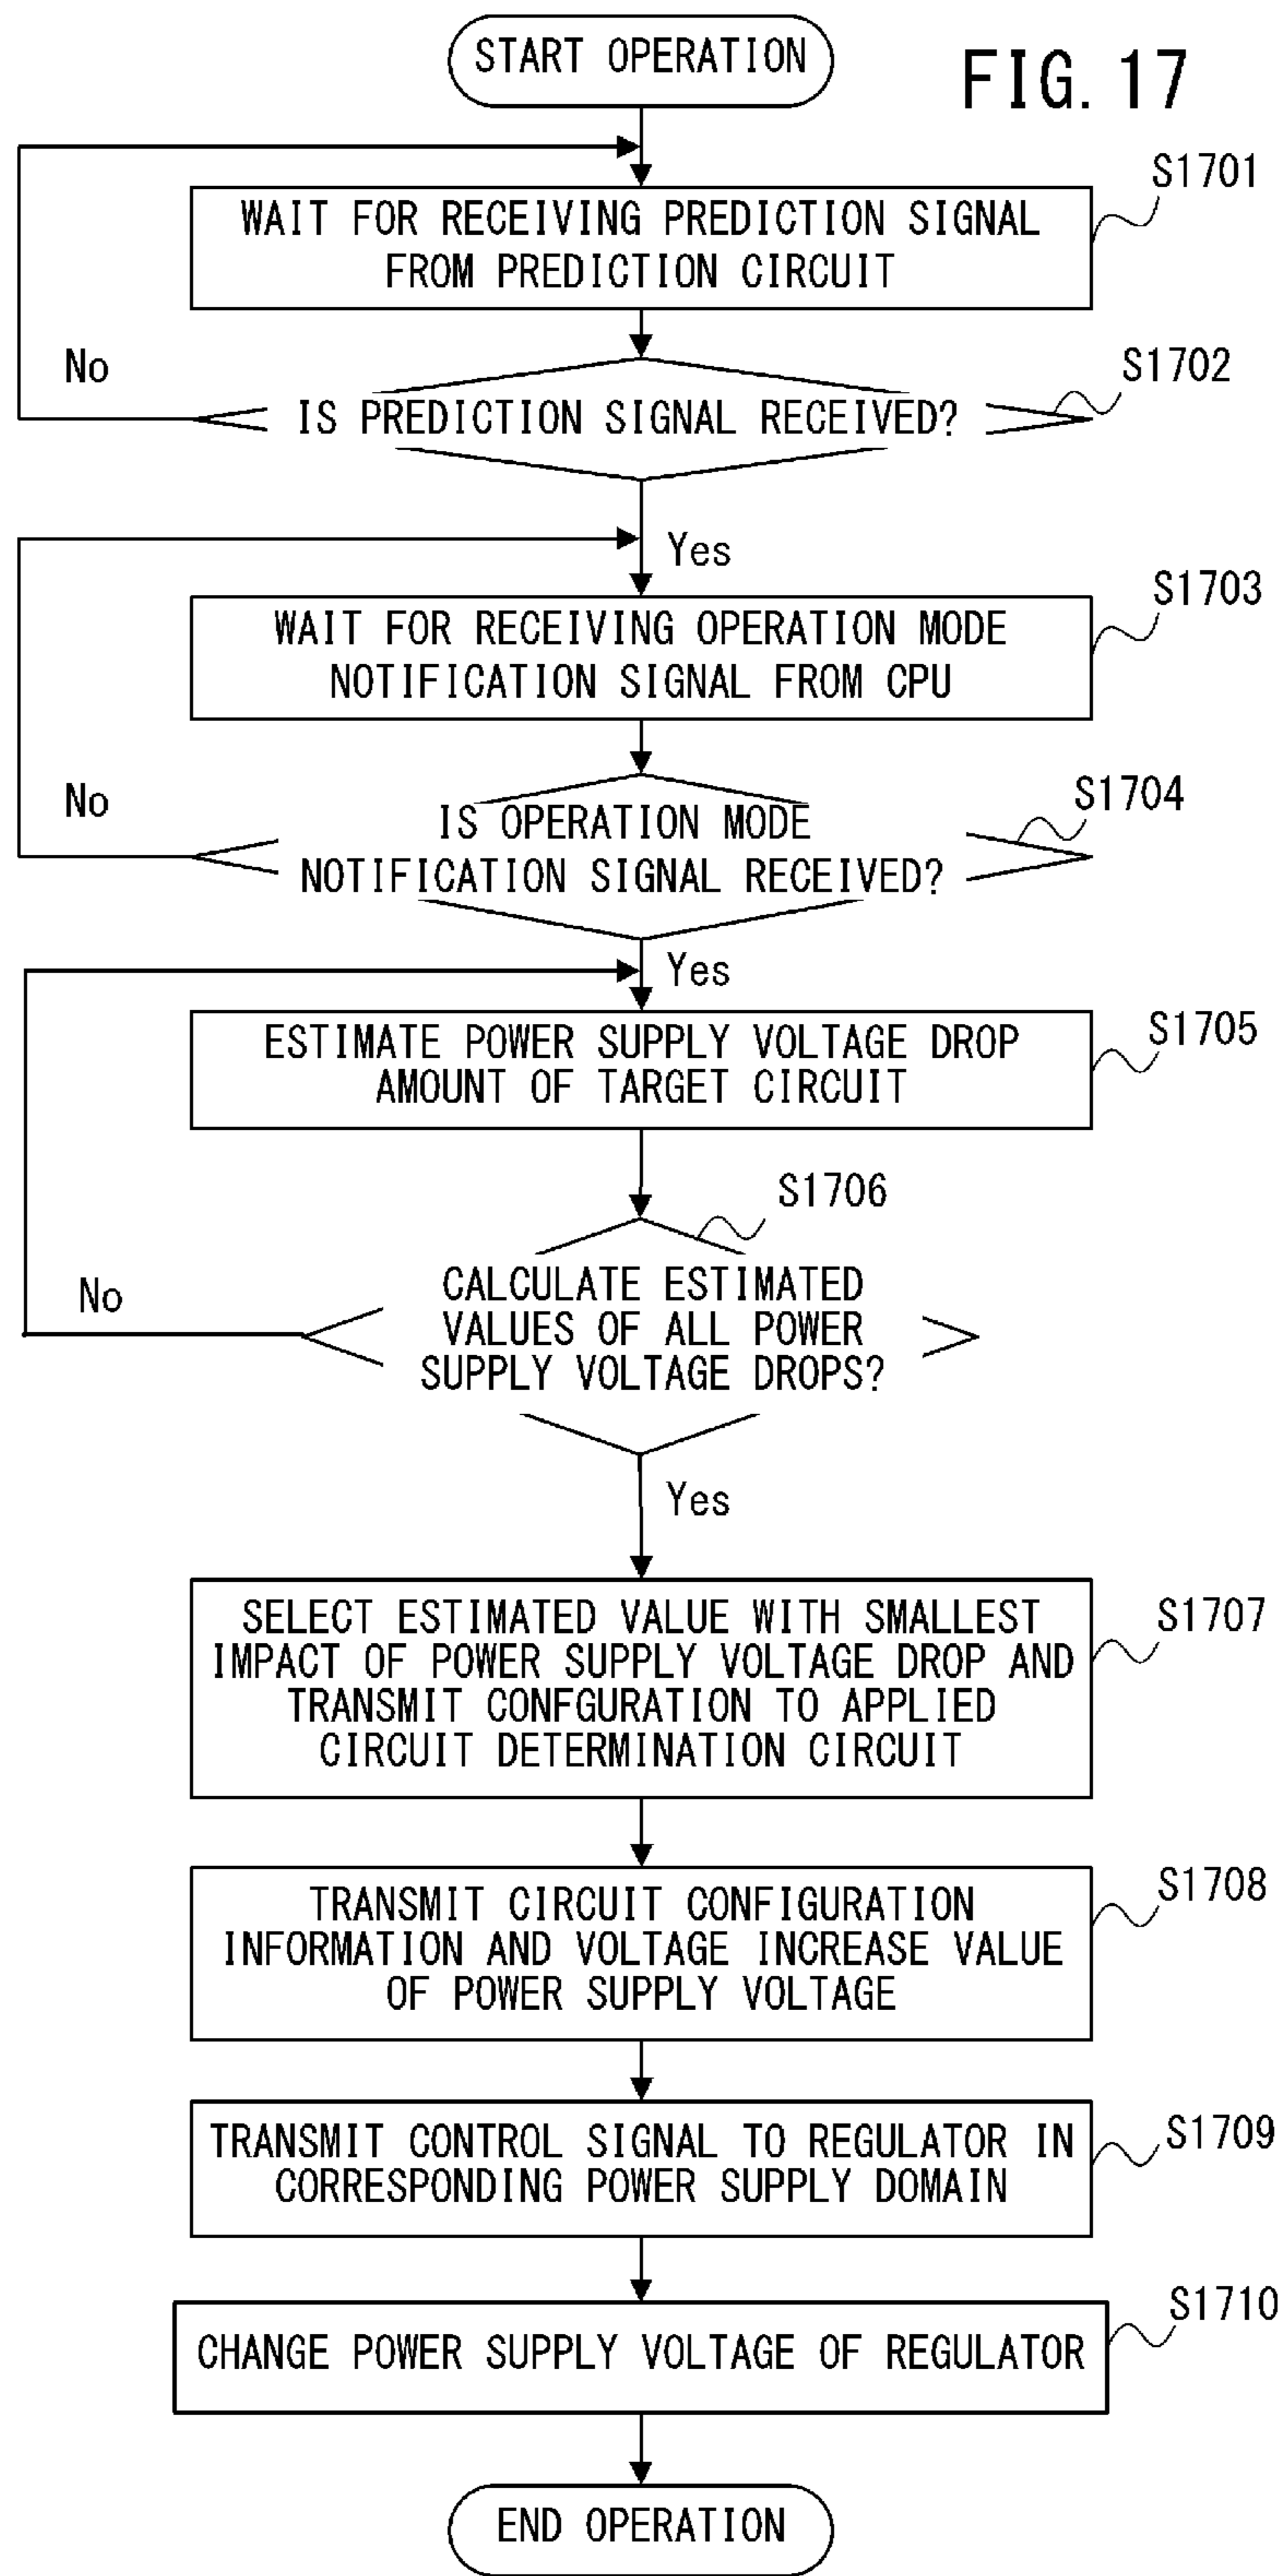 START OPERATION
FIG. 17
S1701
WAIT FOR RECEIVING PREDICTION SIGNAL
FROM PREDICTION CIRCUIT
No
S1702
IS PREDICTION SIGNAL RECEIVED?
Yes
S1703
WAIT FOR RECEIVING OPERATION MODE
NOTIFICATION SIGNAL FROM CPU
No
S1704
IS OPERATION MODE
NOTIFICATION SIGNAL RECEIVED?
Yes
S1705
ESTIMATE POWER SUPPLY VOLTAGE DROP
AMOUNT OF TARGET CIRCUIT
S1706
No
CALCULATE ESTIMATED
VALUES OF ALL POWER
SUPPLY VOLTAGE DROPS?
Yes
S1707
SELECT ESTIMATED VALUE WITH SMALLEST
IMPACT OF POWER SUPPLY VOLTAGE DROP AND
TRANSMIT CONFGURATION TO APPLIED
CIRCUIT DETERMINATION CIRCUIT
S1708
TRANSMIT CIRCUIT CONFIGURATION
INFORMATION AND VOLTAGE INCREASE VALUE
OF POWER SUPPLY VOLTAGE
S1709
TRANSMIT CONTROL SIGNAL TO REGULATOR IN
CORRESPONDING POWER SUPPLY DOMAIN
S1710
CHANGE POWER SUPPLY VOLTAGE OF REGULATOR
END OPERATION